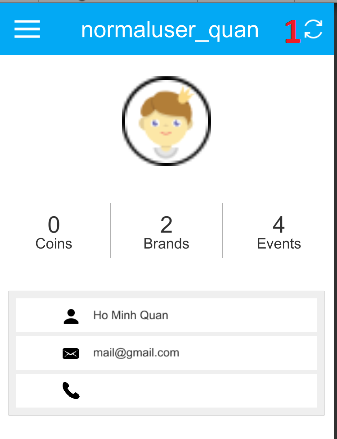 normaluser_quan 1
0 2 4
Coins Brands Events
Ho Minh Quan
mail@gmail.com